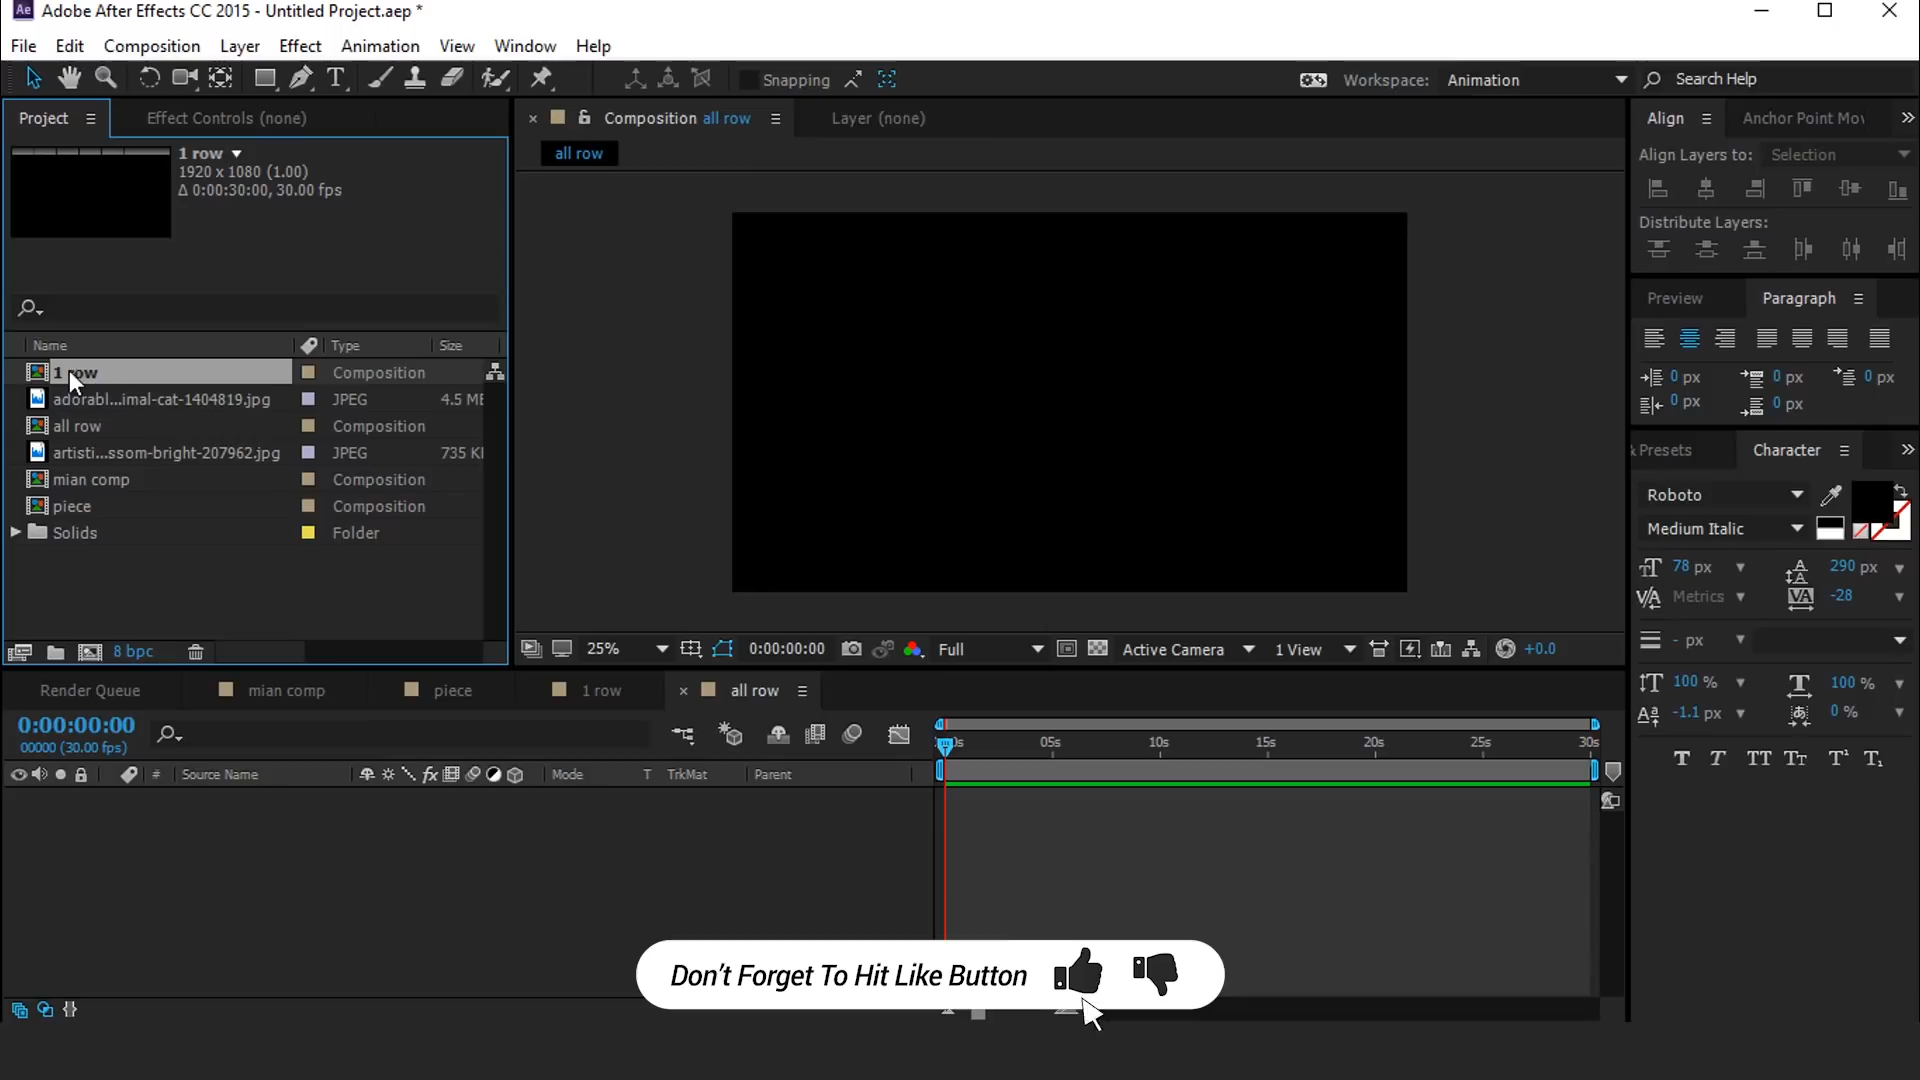 Adobe After Effects CC 2015 - Untitled Project.aep *
File Edit Composition Layer Effect Animation View Window Help
Snapping
Workspace: Animation
Search Help
Project
Effect Controls (none)
1 row
1920 x 1080 (1.00)
Δ 0:00:30:00, 30.00 fps
Name Type Size
1 row Composition
adorabl...imal-cat-1404819.jpg JPEG 4.5 ME
all row Composition
artisti...ssom-bright-207962.jpg JPEG 735 KI
mian comp Composition
piece Composition
Solids Folder
8 bpc
Composition all row
Layer (none)
all row
25% 0:00:00:00 Full Active Camera 1 View +0.0
Align
Anchor Point Mo
Align Layers to: Selection
Distribute Layers:
Preview Paragraph
0 px 0 px 0 px
0 px 0 px
& Presets Character
Roboto
Medium Italic
78 px 290 px
Metrics -28
- px
100 % 100 %
-1.1 px 0 %
Render Queue mian comp piece 1 row all row
0:00:00:00
00000 (30.00 fps)
# Source Name Mode T TrkMat Parent
05s 10s 15s 20s 25s 30s
Don't Forget To Hit Like Button